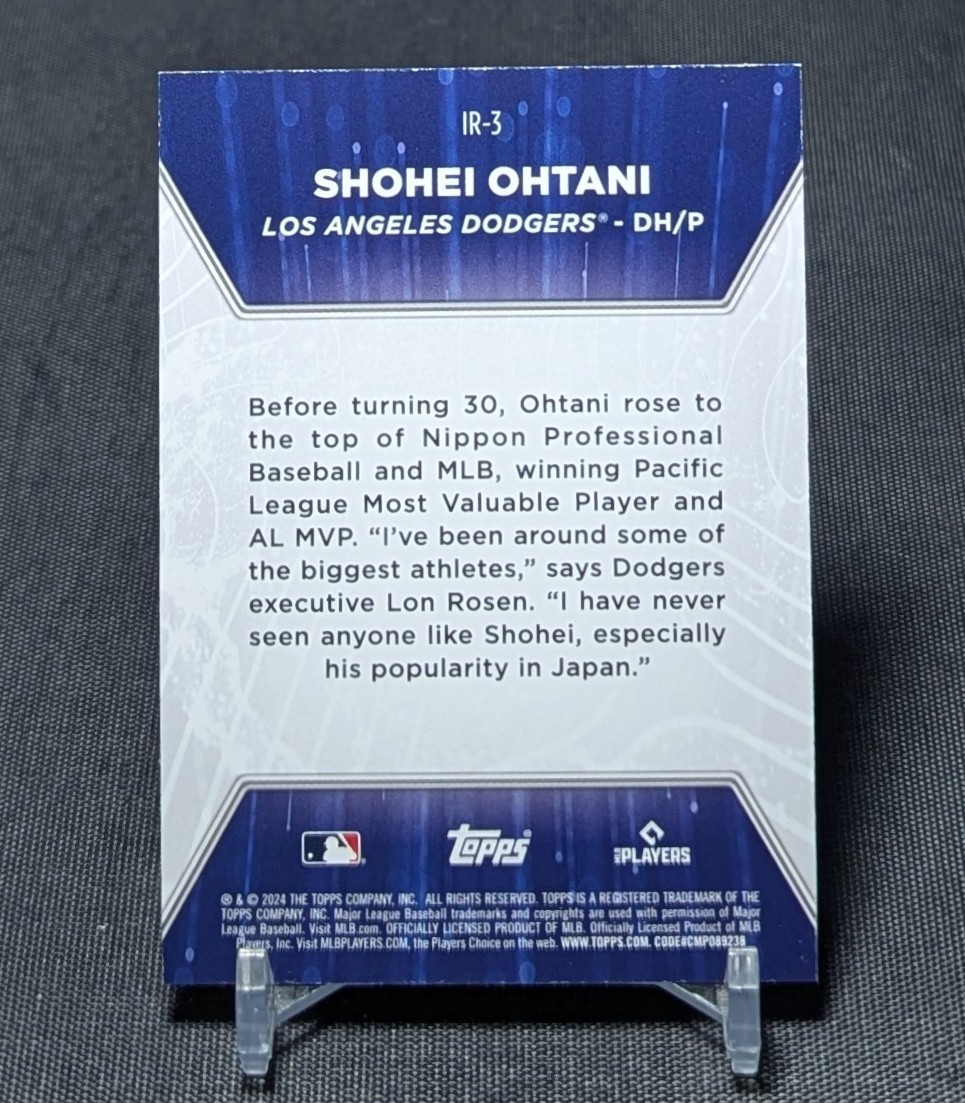 IR-3
SHOHEI OHTANI
LOS ANGELES DODGERS® - DH/P
Before turning 30, Ohtani rose to
the top of Nippon Professional
Baseball and MLB, winning Pacific
League Most Valuable Player and
AL MVP. “I’ve been around some of
the biggest athletes,” says Dodgers
executive Lon Rosen. “I have never
seen anyone like Shohei, especially
his popularity in Japan.”
topps® PLAYERS
® & © 2024 THE TOPPS COMPANY, INC. ALL RIGHTS RESERVED. TOPPS IS A REGISTERED TRADEMARK OF THE
TOPPS COMPANY, INC. Major League Baseball trademarks and copyrights are used with permission of Major
League Baseball. Visit MLB.com. OFFICIALLY LICENSED PRODUCT OF MLB. Officially Licensed Product of MLB
Players, Inc. Visit MLBPLAYERS.COM, the Players Choice on the web. WWW.TOPPS.COM. CODE#CMP089238